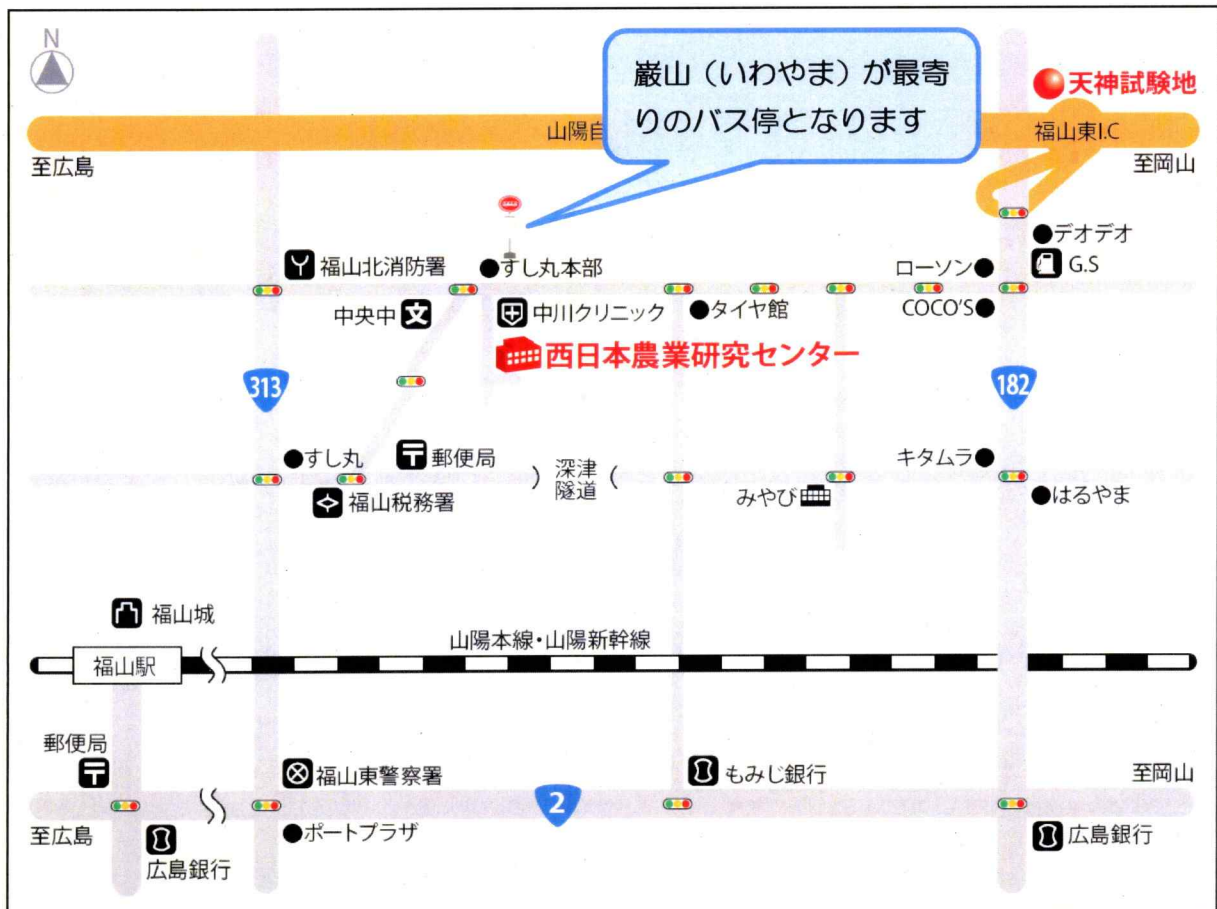 N
巌山（いわやま）が最寄
りのバス停となります
天神試験地
山陽自
福山東I.C
至広島
至岡山
デオデオ
福山北消防署
すし丸本部
ローソン
G.S
中央中
文
中川クリニック
タイヤ館
COCO'S
西日本農業研究センター
313
182
すし丸
郵便局
深津
隧道
キタムラ
福山税務署
みやび
はるやま
福山城
山陽本線・山陽新幹線
福山駅
郵便局
福山東警察署
もみじ銀行
至岡山
2
至広島
ポートプラザ
広島銀行
広島銀行